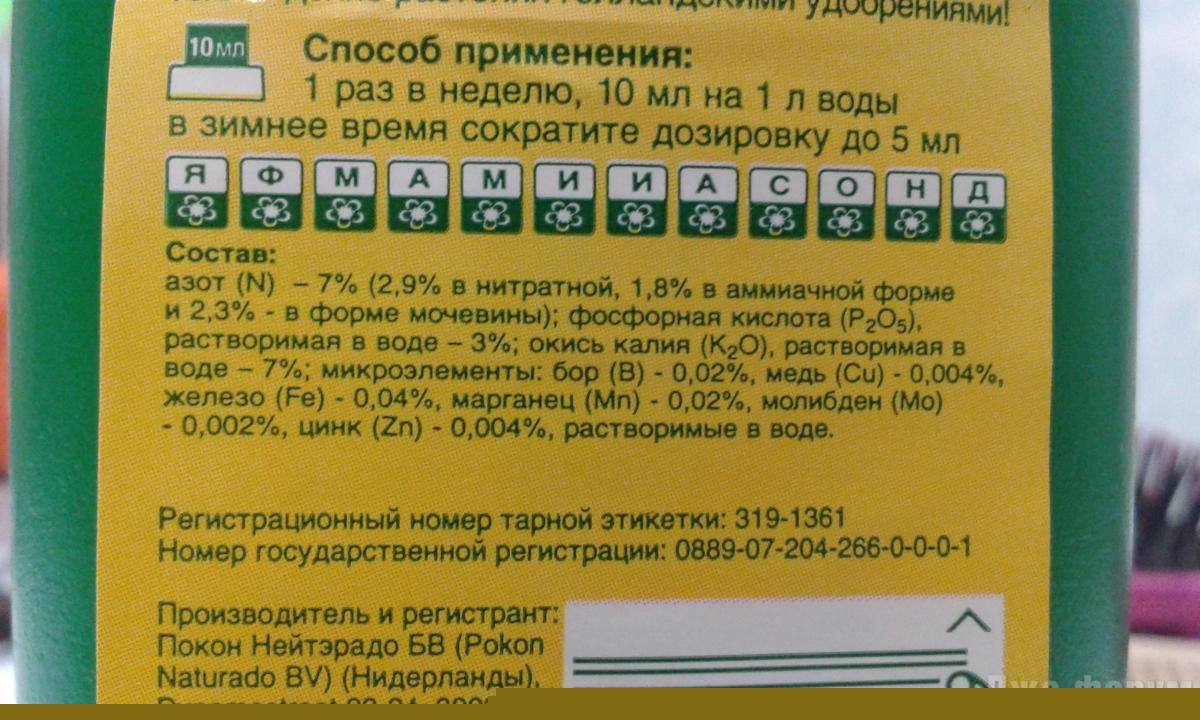 удобрениями!
10 мл
Способ применения:
1 раз в неделю, 10 мл на 1 л воды
в зимнее время сократите дозировку до 5 мл
Я Ф М А М И И А С О Н Д
Состав:
азот (N) – 7% (2,9% в нитратной, 1,8% в аммиачной форме
и 2,3% - в форме мочевины); фосфорная кислота (P₂O₅),
растворимая в воде – 3%; окись калия (K₂O), растворимая в
воде – 7%; микроэлементы: бор (B) - 0,02%, медь (Cu) - 0,004%,
железо (Fe) - 0,04%, марганец (Mn) - 0,02%, молибден (Mo)
- 0,002%, цинк (Zn) - 0,004%, растворимые в воде.
Регистрационный номер тарной этикетки: 319-1361
Номер государственной регистрации: 0889-07-204-266-0-0-0-1
Производитель и регистрант:
Покон Нейтэрадо БВ (Pokon
Naturado BV) (Нидерланды),